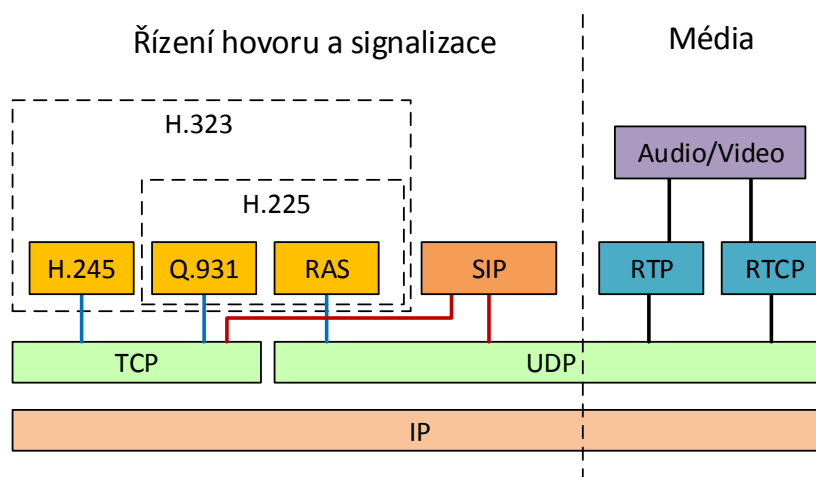 Řízení hovoru a signalizace
Média
H.323
Audio/Video
H.225
H.245
Q.931
RAS
SIP
RTP
RTCP
TCP
UDP
IP